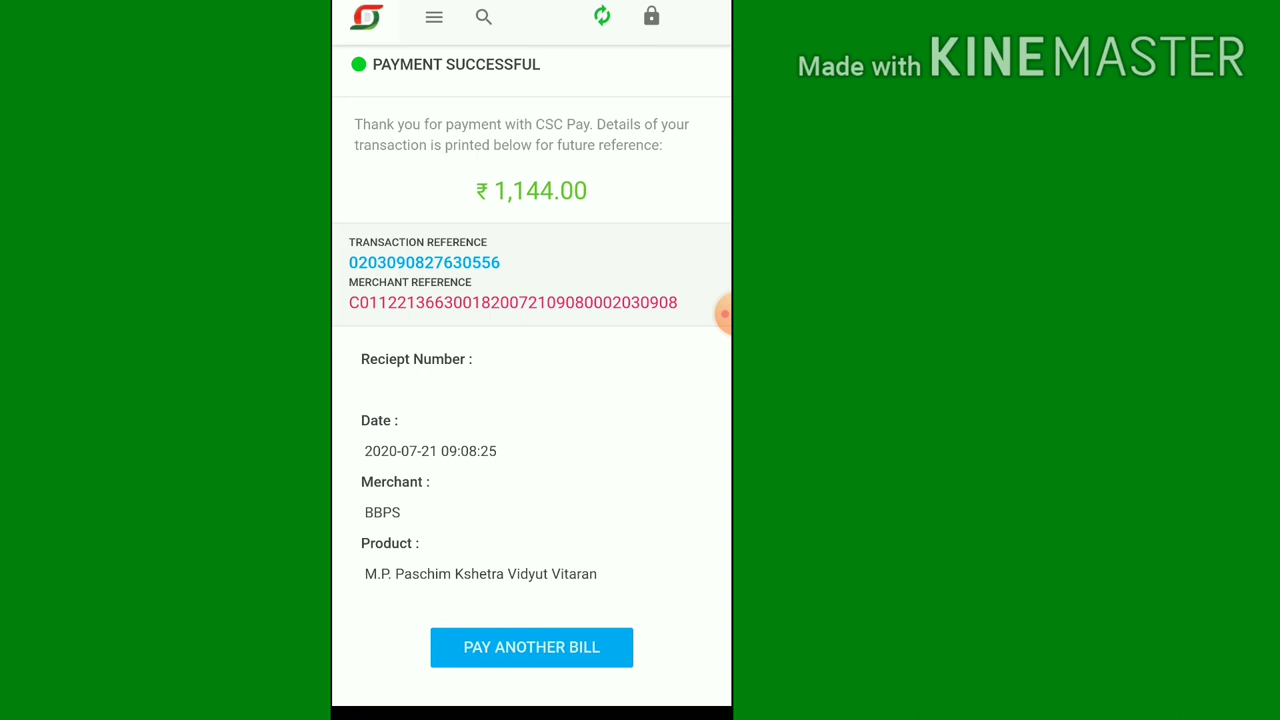 Made with KINEMASTER
PAYMENT SUCCESSFUL
Thank you for payment with CSC Pay. Details of your
transaction is printed below for future reference:
₹ 1,144.00
TRANSACTION REFERENCE
0203090827630556
MERCHANT REFERENCE
C01122136630018200721090800020​30908
Reciept Number :
Date :
2020-07-21 09:08:25
Merchant :
BBPS
Product :
M.P. Paschim Kshetra Vidyut Vitaran
PAY ANOTHER BILL